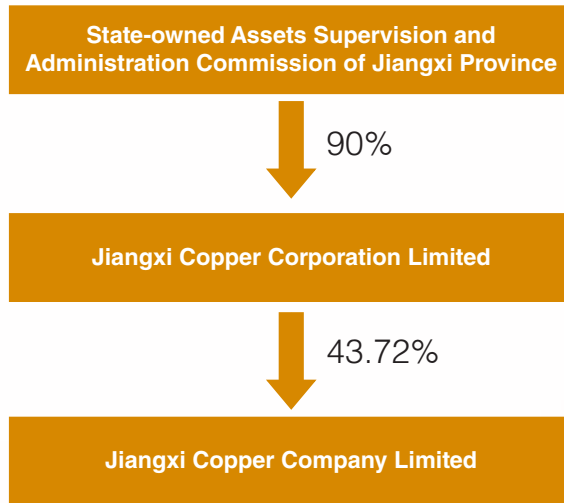 State-owned Assets Supervision and
Administration Commission of Jiangxi Province
90%
Jiangxi Copper Corporation Limited
43.72%
Jiangxi Copper Company Limited